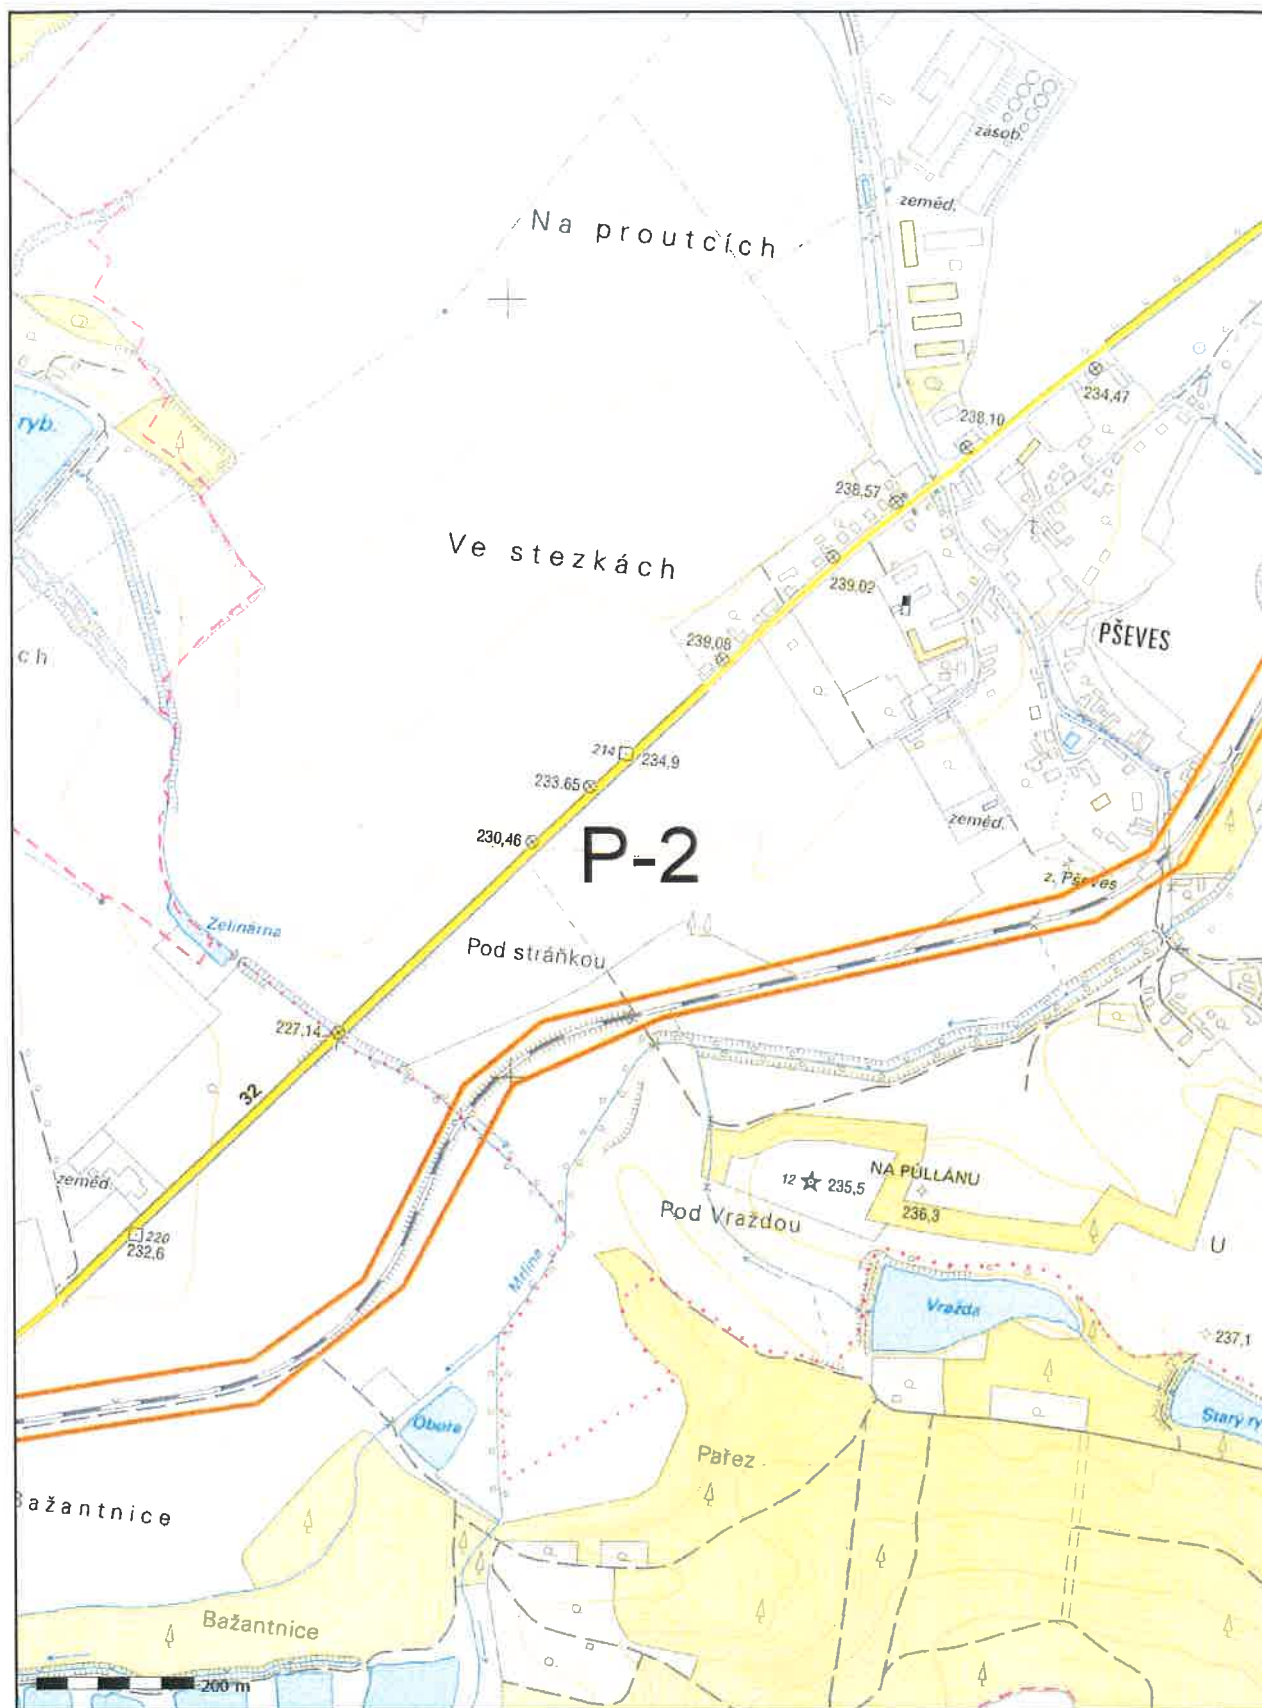 zásob.
zeměd.
Na proutcích
234,47
ryb.
238,10
238,57
Ve stezkách
239,02
PŠEVES
239,08
ch
214 234,9
233.65
zeměd.
230,46
P-2
z. Pševes
Zelinárna
Pod stráňkou
227,14
32
12 235,5
NA PŮLLÁNU
zeměd.
236,3
Pod Vraždou
220
232,6
U
Mrlina
Vražda
237,1
Obora
Starý ry
Pařez
Bažantnice
Bažantnice
200 m